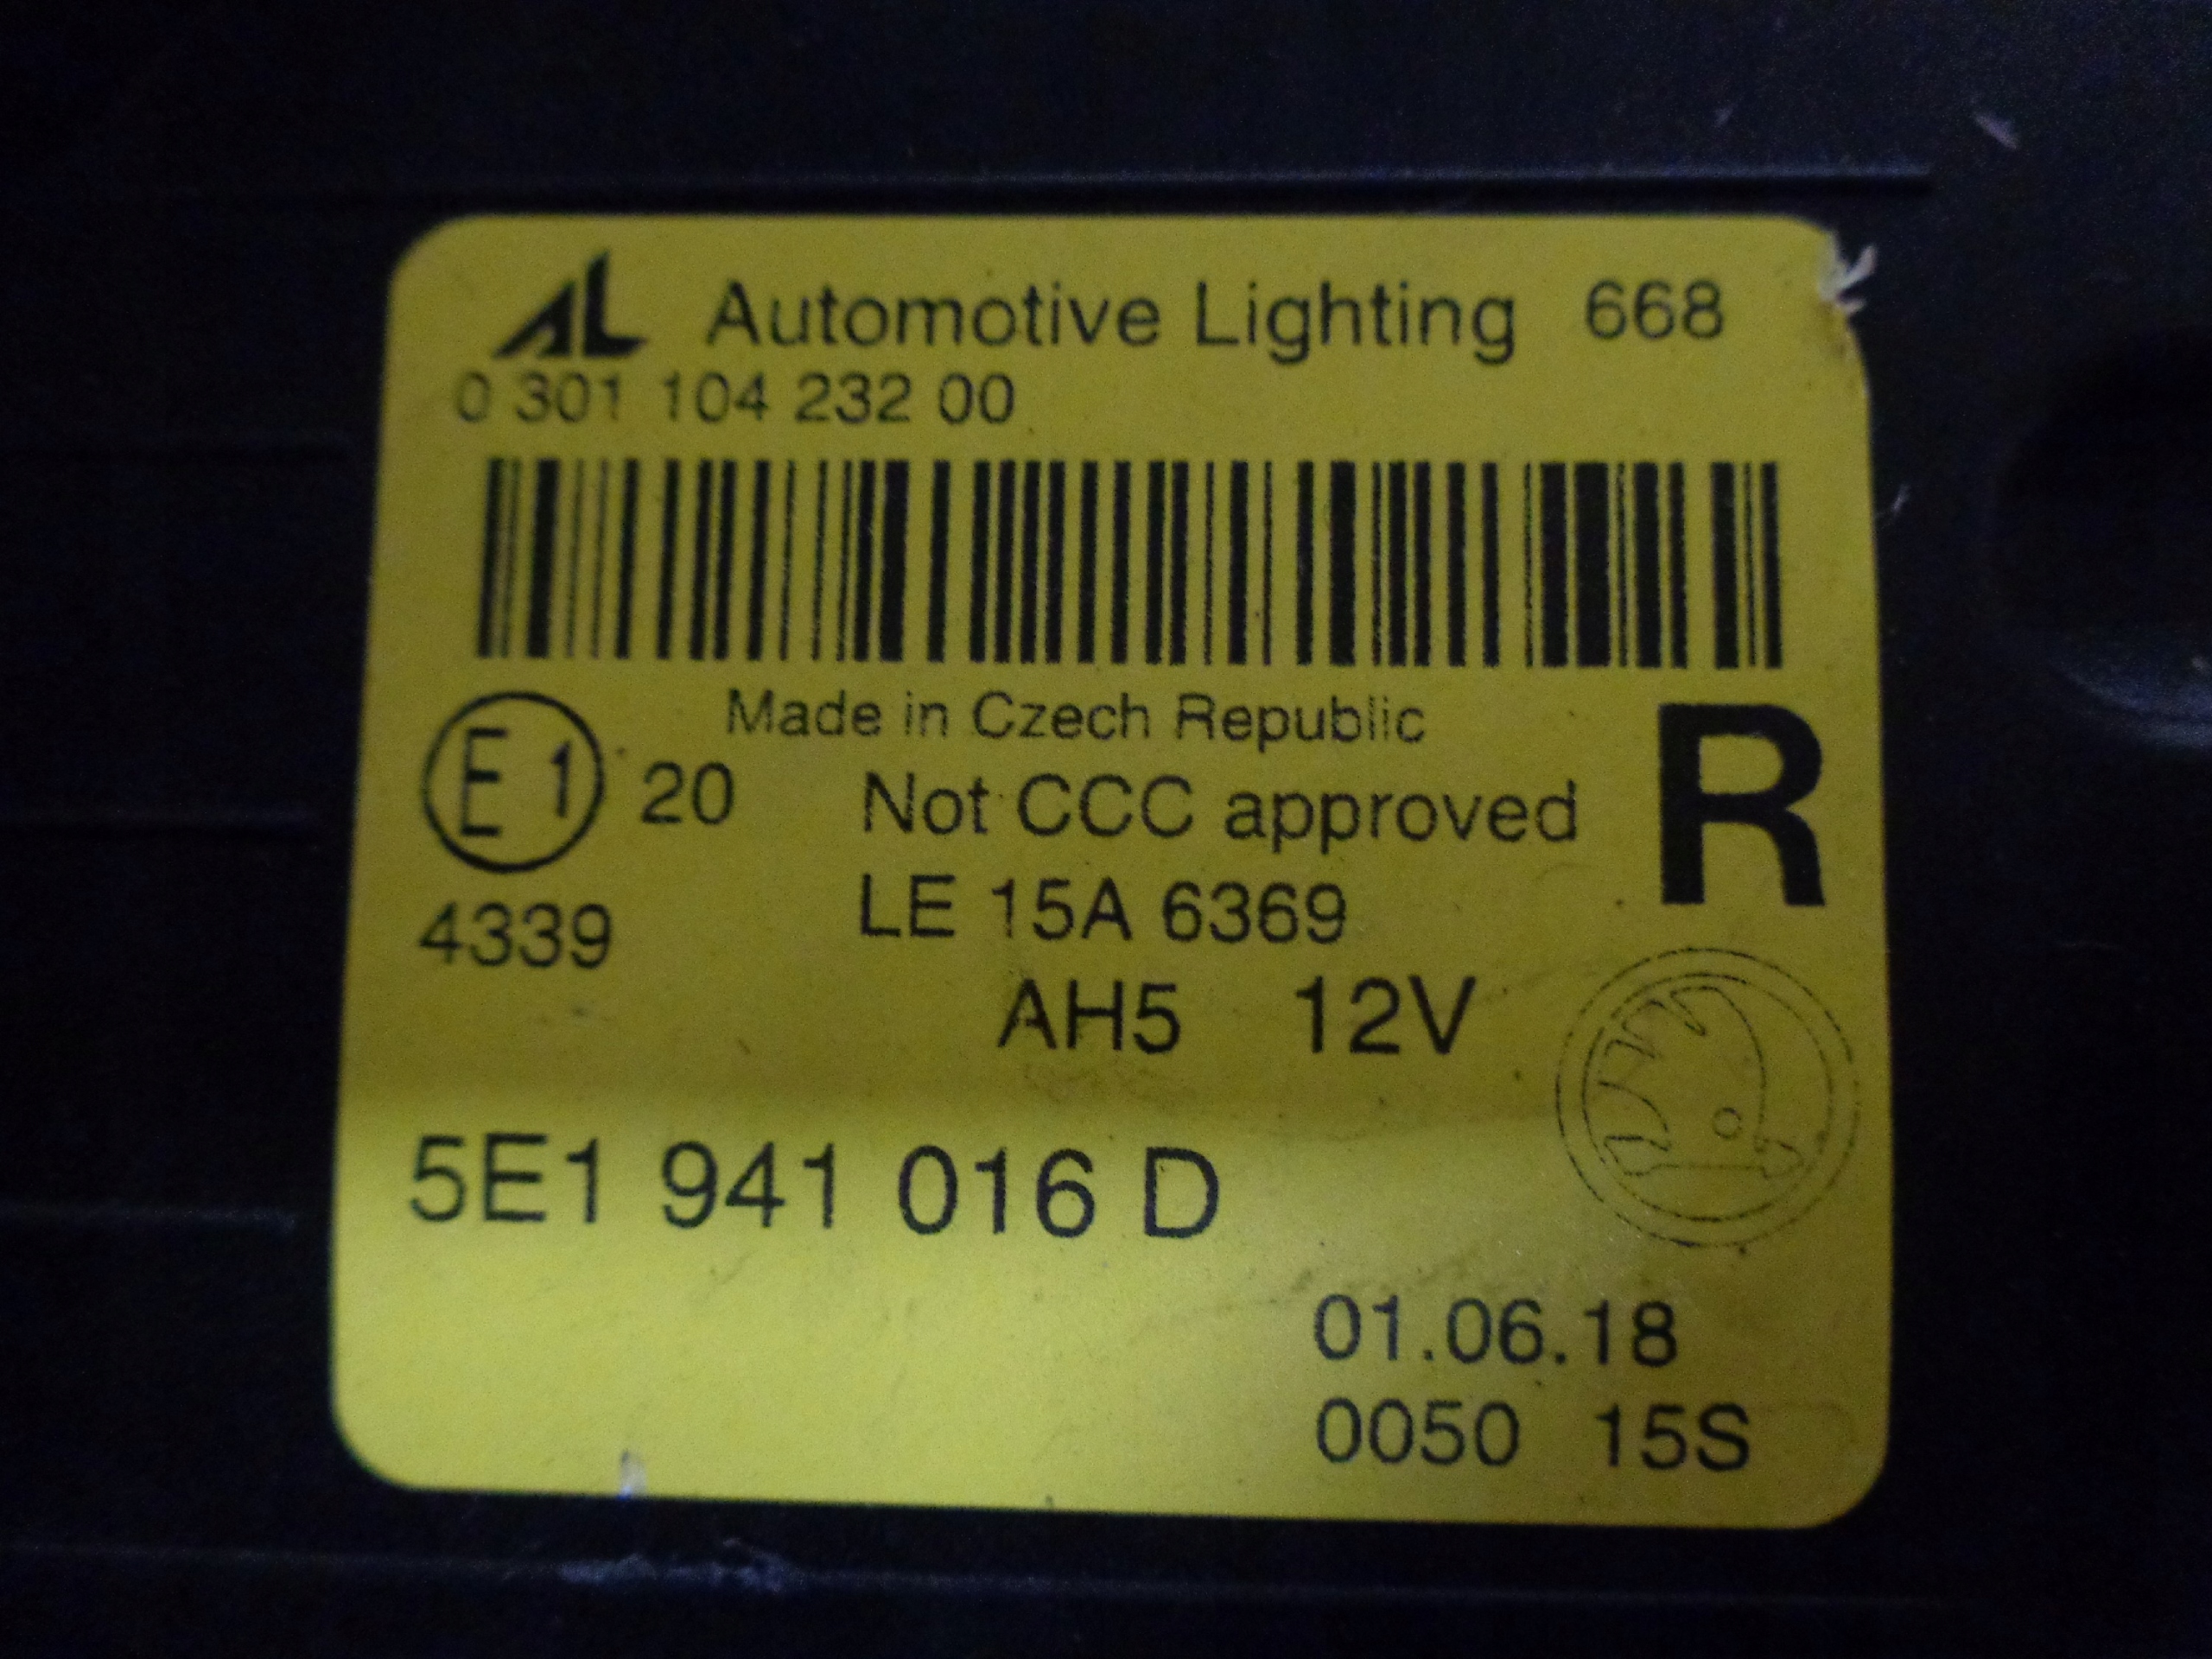 AL Automotive Lighting 668
0 301 104 232 00
Made in Czech Republic
E1 20 Not CCC approved R
4339 LE 15A 6369
AH5 12V
5E1 941 016 D
01.06.18
0050 15S